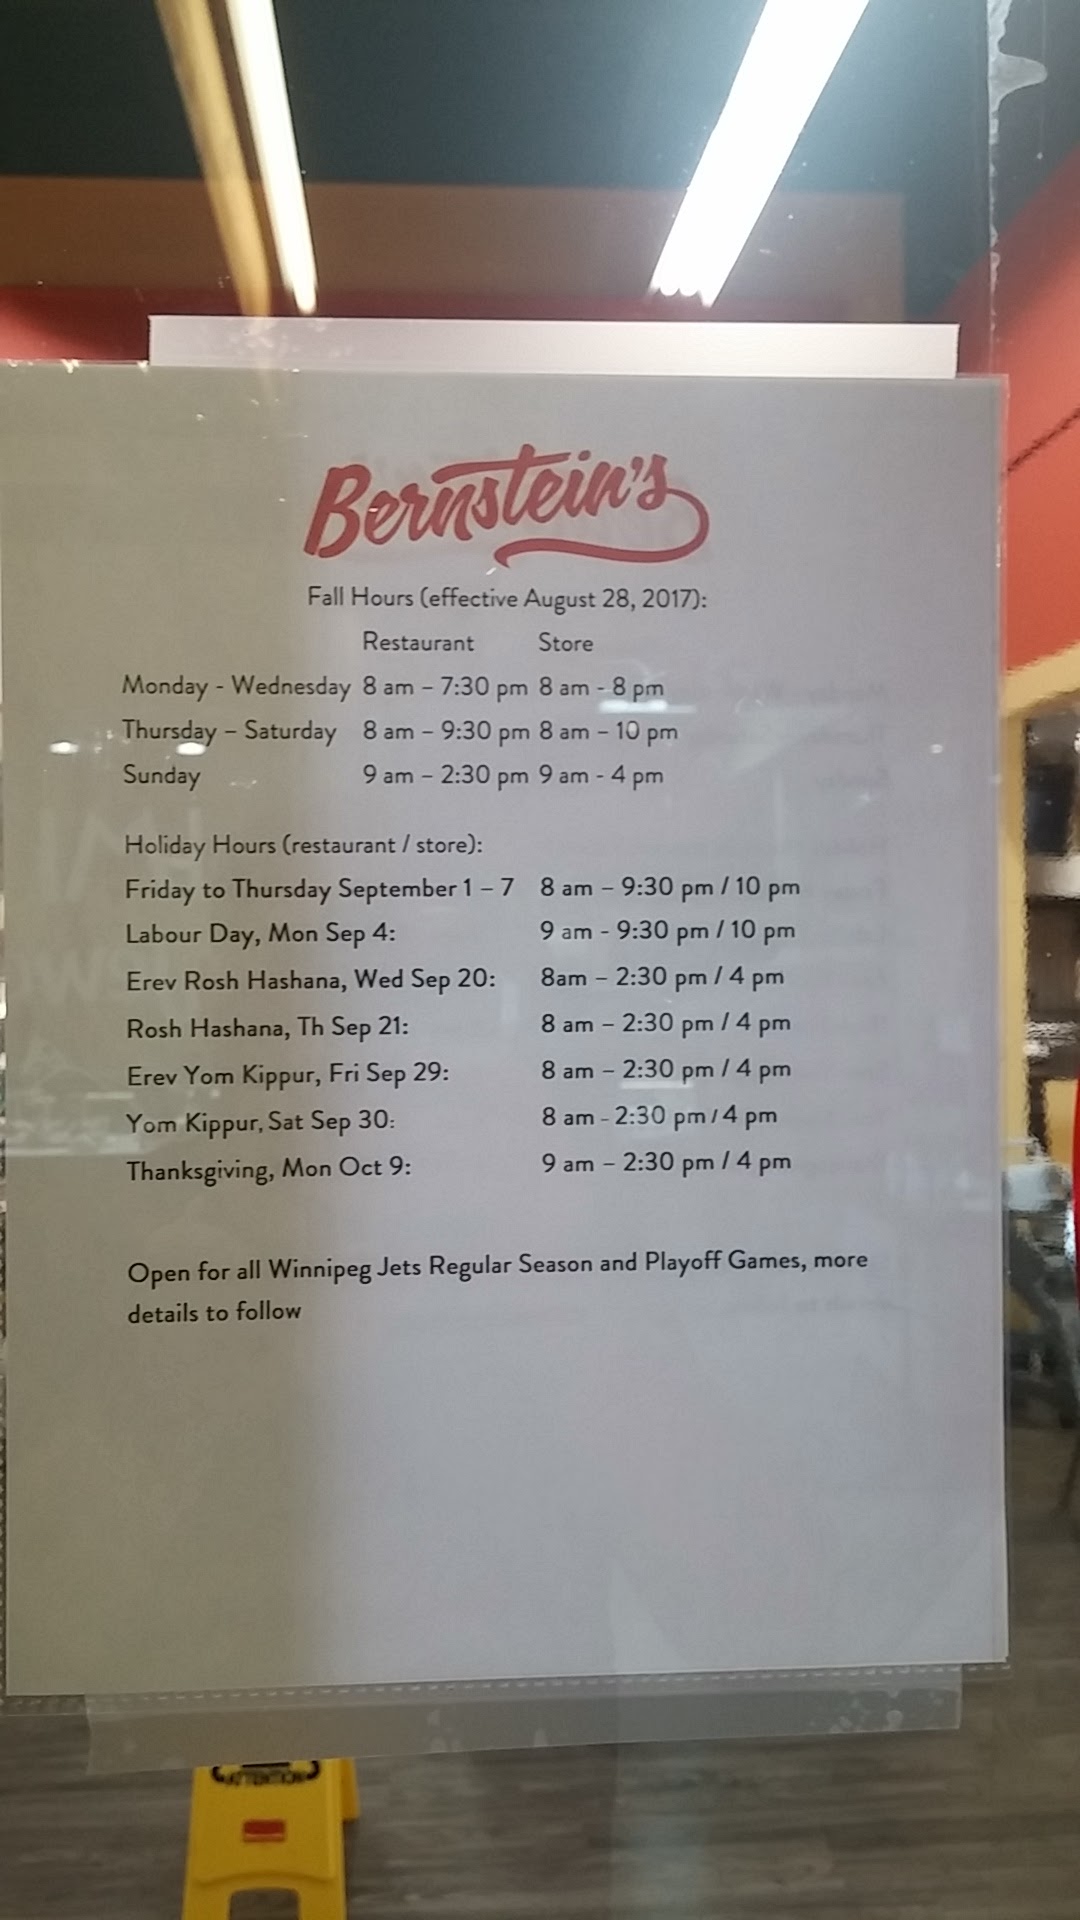 Bernstein's
Fall Hours (effective August 28, 2017):
Restaurant Store
Monday - Wednesday 8 am – 7:30 pm 8 am - 8 pm
Thursday – Saturday 8 am – 9:30 pm 8 am – 10 pm
Sunday 9 am – 2:30 pm 9 am - 4 pm
Holiday Hours (restaurant / store):
Friday to Thursday September 1 – 7 8 am – 9:30 pm / 10 pm
Labour Day, Mon Sep 4: 9 am - 9:30 pm / 10 pm
Erev Rosh Hashana, Wed Sep 20: 8am – 2:30 pm / 4 pm
Rosh Hashana, Th Sep 21: 8 am – 2:30 pm / 4 pm
Erev Yom Kippur, Fri Sep 29: 8 am – 2:30 pm / 4 pm
Yom Kippur, Sat Sep 30: 8 am - 2:30 pm / 4 pm
Thanksgiving, Mon Oct 9: 9 am – 2:30 pm / 4 pm
Open for all Winnipeg Jets Regular Season and Playoff Games, more
details to follow
ATTENTION